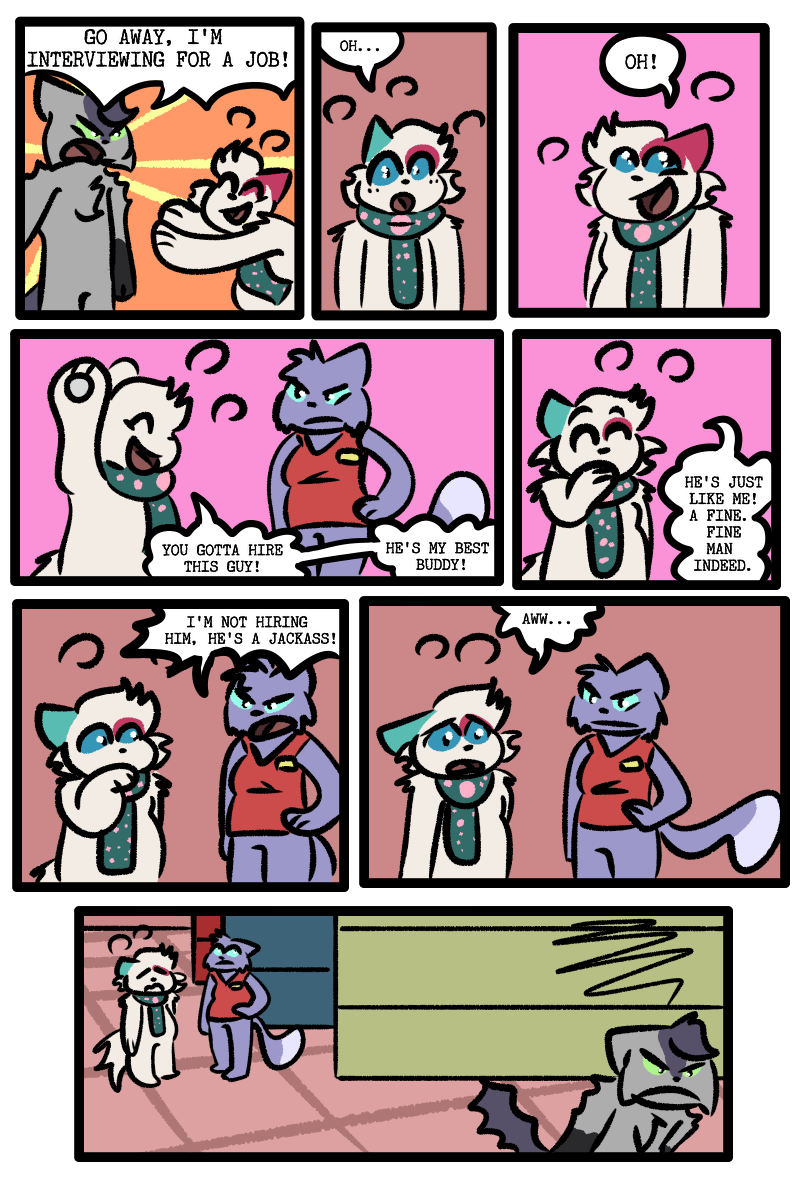 GO AWAY, I'M
INTERVIEWING FOR A JOB!
OH...
OH!
YOU GOTTA HIRE
THIS GUY!
HE'S MY BEST
BUDDY!
HE'S JUST
LIKE ME!
A FINE.
FINE
MAN
INDEED.
I'M NOT HIRING
HIM, HE'S A JACKASS!
AWW...